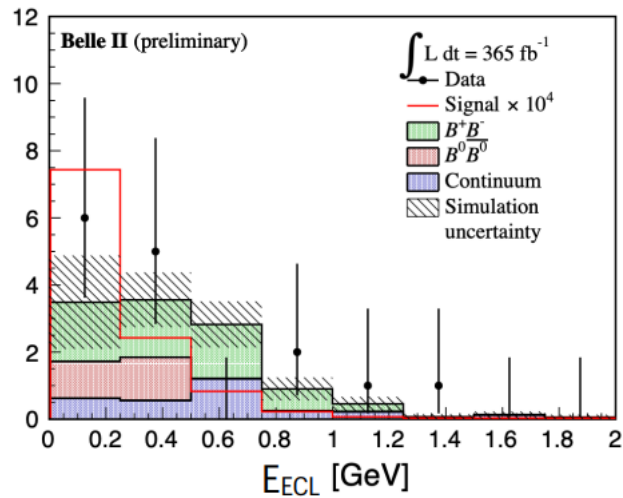 12
10
8
6
4
2
0
Belle II (preliminary)
∫ L dt = 365 fb⁻¹
Data
Signal × 10⁴
B⁺B⁻
B⁰B̅⁰
Continuum
Simulation
uncertainty
0 0.2 0.4 0.6 0.8 1 1.2 1.4 1.6 1.8 2
E_ECL [GeV]